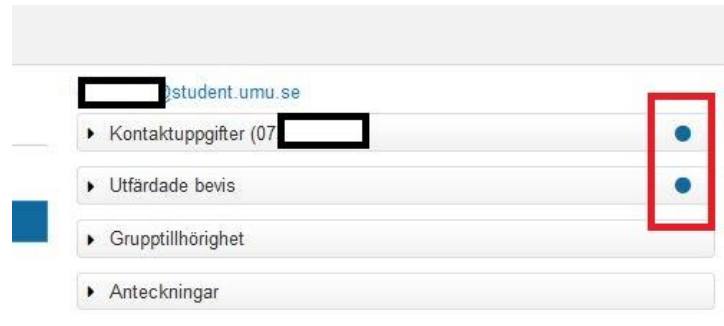 @student.umu.se
Kontaktuppgifter (07
Utfärdade bevis
Grupptillhörighet
Anteckningar